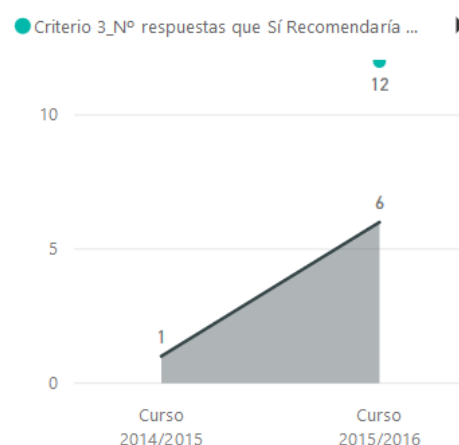 Criterio 3_Nº respuestas que Sí Recomendaría ...
12
10
6
5
1
0
Curso
2014/2015
Curso
2015/2016